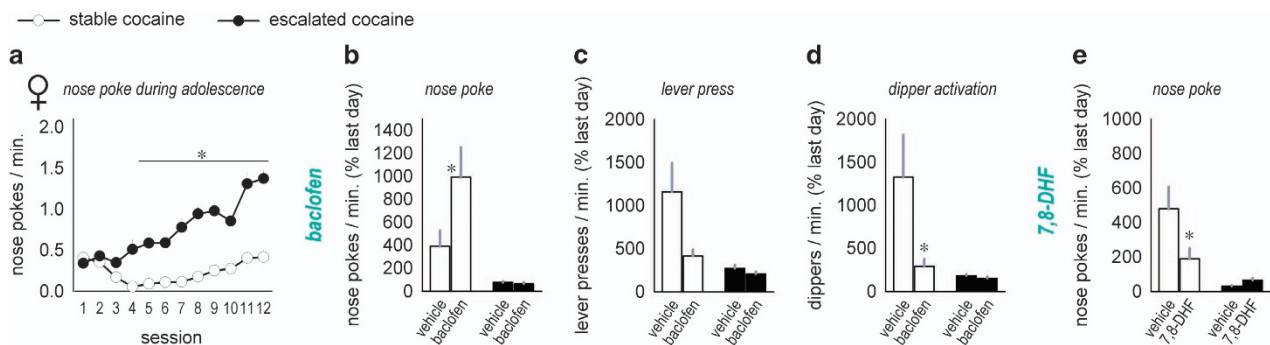 stable cocaine escalated cocaine
a
♀ nose poke during adolescence
nose pokes / min.
2.0
1.5
1.0
0.5
0.0
*
1 2 3 4 5 6 7 8 9 10 11 12
session
baclofen
b
nose poke
nose pokes / min. (% last day)
1400
1200
1000
800
600
400
200
0
*
vehicle baclofen vehicle baclofen
c
lever press
lever presses / min. (% last day)
2000
1500
1000
500
0
vehicle baclofen vehicle baclofen
d
dipper activation
dippers / min. (% last day)
2000
1500
1000
500
0
*
vehicle baclofen vehicle baclofen
7,8-DHF
e
nose poke
nose pokes / min. (% last day)
1000
800
600
400
200
0
*
vehicle 7,8-DHF vehicle 7,8-DHF